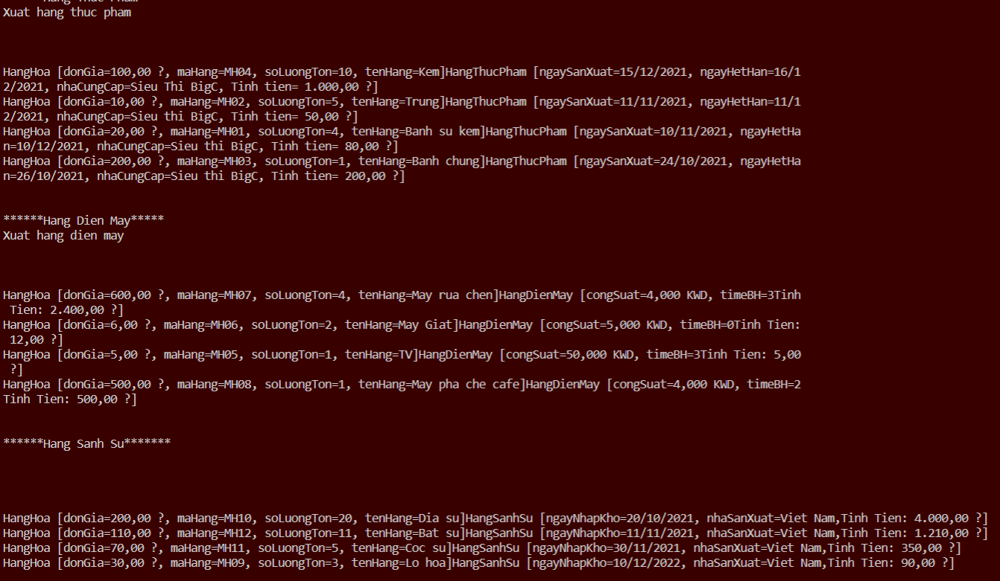 Xuat hang thuc pham
HangHoa [donGia=100,00 ?, maHang=MH04, soLuongTon=10, tenHang=Kem]HangThucPham [ngaySanXuat=15/12/2021, ngayHetHan=16/1
2/2021, nhaCungCap=Sieu Thi BigC, Tinh tien= 1.000,00 ?]
HangHoa [donGia=10,00 ?, maHang=MH02, soLuongTon=5, tenHang=Trung]HangThucPham [ngaySanXuat=11/11/2021, ngayHetHan=11/1
2/2021, nhaCungCap=Sieu thi BigC, Tinh tien= 50,00 ?]
HangHoa [donGia=20,00 ?, maHang=MH01, soLuongTon=4, tenHang=Banh su kem]HangThucPham [ngaySanXuat=10/11/2021, ngayHetHa
n=10/12/2021, nhaCungCap=Sieu thi BigC, Tinh tien= 80,00 ?]
HangHoa [donGia=200,00 ?, maHang=MH03, soLuongTon=1, tenHang=Banh chung]HangThucPham [ngaySanXuat=24/10/2021, ngayHetHa
n=26/10/2021, nhaCungCap=Sieu thi BigC, Tinh tien= 200,00 ?]
******Hang Dien May*****
Xuat hang dien may
HangHoa [donGia=600,00 ?, maHang=MH07, soLuongTon=4, tenHang=May rua chen]HangDienMay [congSuat=4,000 KWD, timeBH=3Tinh
Tien: 2.400,00 ?]
HangHoa [donGia=6,00 ?, maHang=MH06, soLuongTon=2, tenHang=May Giat]HangDienMay [congSuat=5,000 KWD, timeBH=0Tinh Tien:
12,00 ?]
HangHoa [donGia=5,00 ?, maHang=MH05, soLuongTon=1, tenHang=TV]HangDienMay [congSuat=50,000 KWD, timeBH=3Tinh Tien: 5,00
?]
HangHoa [donGia=500,00 ?, maHang=MH08, soLuongTon=1, tenHang=May pha che cafe]HangDienMay [congSuat=4,000 KWD, timeBH=2
Tinh Tien: 500,00 ?]
******Hang Sanh Su*******
HangHoa [donGia=200,00 ?, maHang=MH10, soLuongTon=20, tenHang=Dia su]HangSanhSu [ngayNhapKho=20/10/2021, nhaSanXuat=Viet Nam,Tinh Tien: 4.000,00 ?]
HangHoa [donGia=110,00 ?, maHang=MH12, soLuongTon=11, tenHang=Bat su]HangSanhSu [ngayNhapKho=11/11/2021, nhaSanXuat=Viet Nam,Tinh Tien: 1.210,00 ?]
HangHoa [donGia=70,00 ?, maHang=MH11, soLuongTon=5, tenHang=Coc su]HangSanhSu [ngayNhapKho=30/11/2021, nhaSanXuat=Viet Nam,Tinh Tien: 350,00 ?]
HangHoa [donGia=30,00 ?, maHang=MH09, soLuongTon=3, tenHang=Lo hoa]HangSanhSu [ngayNhapKho=10/12/2022, nhaSanXuat=Viet Nam,Tinh Tien: 90,00 ?]